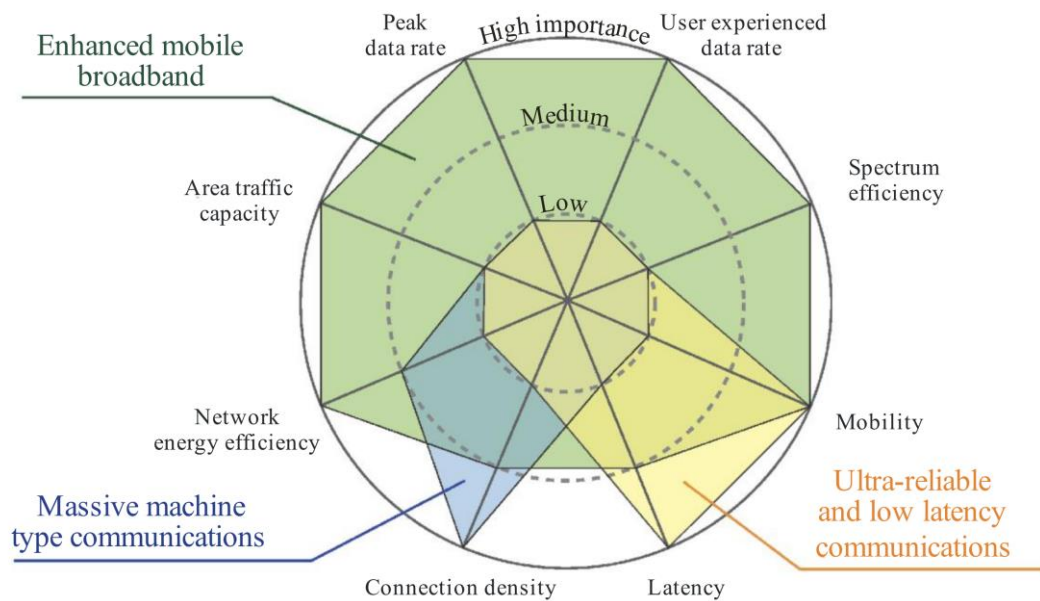 Peak
data rate
High importance
User experienced
data rate
Enhanced mobile
broadband
Medium
Area traffic
capacity
Low
Spectrum
efficiency
Network
energy efficiency
Mobility
Massive machine
type communications
Ultra-reliable
and low latency
communications
Connection density
Latency